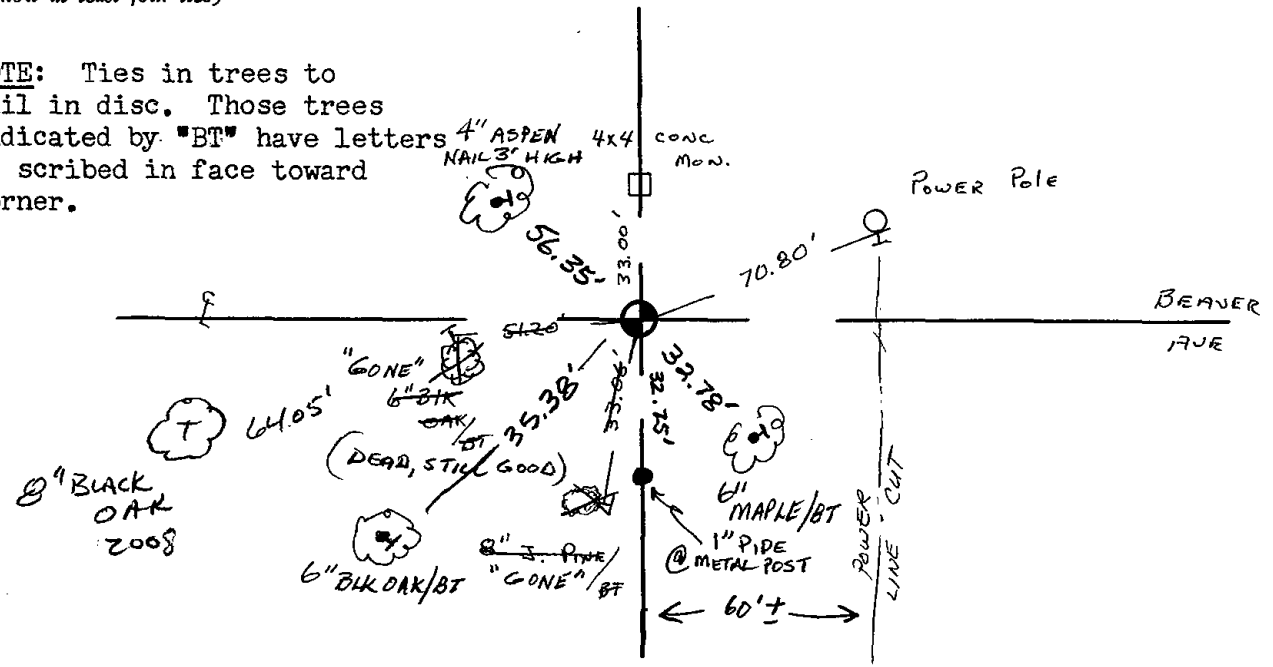 TE: Ties in trees to
il in disc. Those trees
dicated by "BT" have letters
scribed in face toward
rner.
4" ASPEN
NAIL 3' HIGH
4x4 CONC
MON.
POWER POLE
56.35'
33.00'
70.80'
BEAVER
AVE
51.20'
"GONE"
6" BLK
OAK
/BT
64.05'
T
8" BLACK
OAK
2008
35.38'
(DEAD, STILL GOOD)
33.06'
32.75'
32.78'
6" BLK OAK/BT
8" J. PINE
"GONE" /BT
6"
MAPLE/BT
1" PIPE
@ METAL POST
60'±
POWER
LINE-CUT